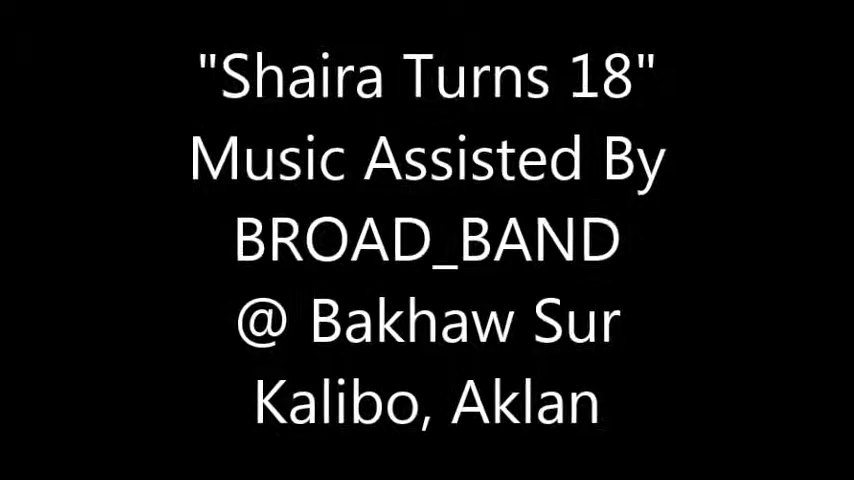 "Shaira Turns 18"
Music Assisted By
BROAD_BAND
@ Bakhaw Sur
Kalibo, Aklan